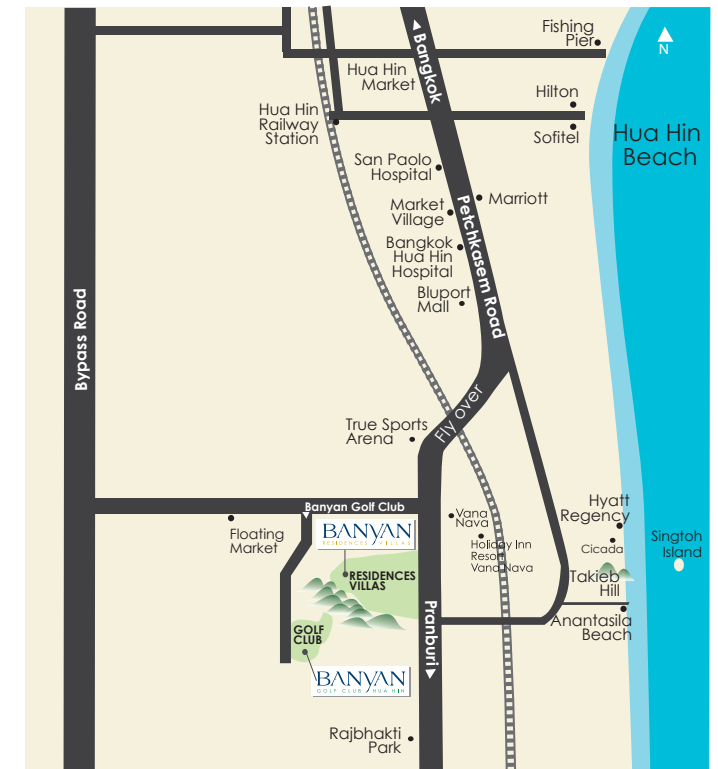 Fishing
Pier
N
Bangkok
Hua Hin
Market
Hilton
Hua Hin
Railway
Station
Sofitel
Hua Hin
Beach
San Paolo
Hospital
Marriott
Market
Village
Petchkasem Road
Bangkok
Hua Hin
Hospital
Bluport
Mall
Bypass Road
Fly over
True Sports
Arena
Banyan Golf Club
Hyatt
Regency
Vana
Nava
Floating
Market
BANYAN
RESIDENCES VILLAS
Holiday Inn
Resort
Vana Nava
Cicada
Singtoh
Island
RESIDENCES
VILLAS
Takieb
Hill
Pranburi
Anantasila
Beach
GOLF
CLUB
BANYAN
GOLF CLUB HUA HIN
Rajbhakti
Park